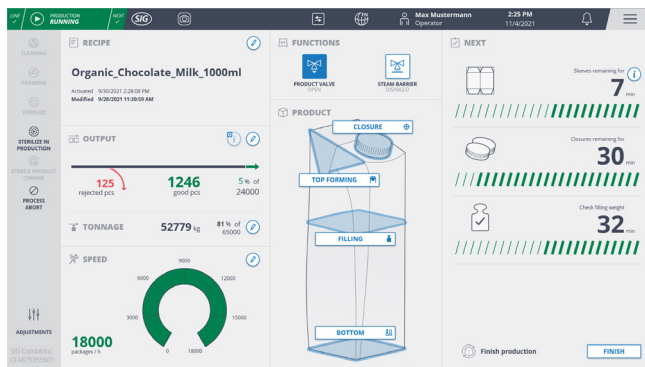 LINE
PRODUCTION
RUNNING
NEXT
SIG
EN
Max Mustermann
Operator
2:25 PM
11/4/2021
CLEANING
FOAMING
STERILIZE
STERILIZE IN
PRODUCTION
STERILE PRODUCT
CHANGE
PROCESS
ABORT
ADJUSTMENTS
SIG Combibloc
RECIPE
Organic_Chocolate_Milk_1000ml
Activated 9/30/2021 2:28:08 PM
Modified 9/28/2021 11:30:59 AM
OUTPUT
125
rejected pcs
1246
good pcs
5 % of
24000
TONNAGE
52779 kg
81 % of
65000
SPEED
9000
6000
12000
3000
15000
0
18000
18000
packages / h
FUNCTIONS
PRODUCT VALVE
OPEN
STEAM BARRIER
DISABLED
PRODUCT
CLOSURE
TOP FORMING
FILLING
BOTTOM
NEXT
Sleeves remaining for
7 min
Closures remaining for
30 min
Check filling weight
32 min
Finish production
FINISH